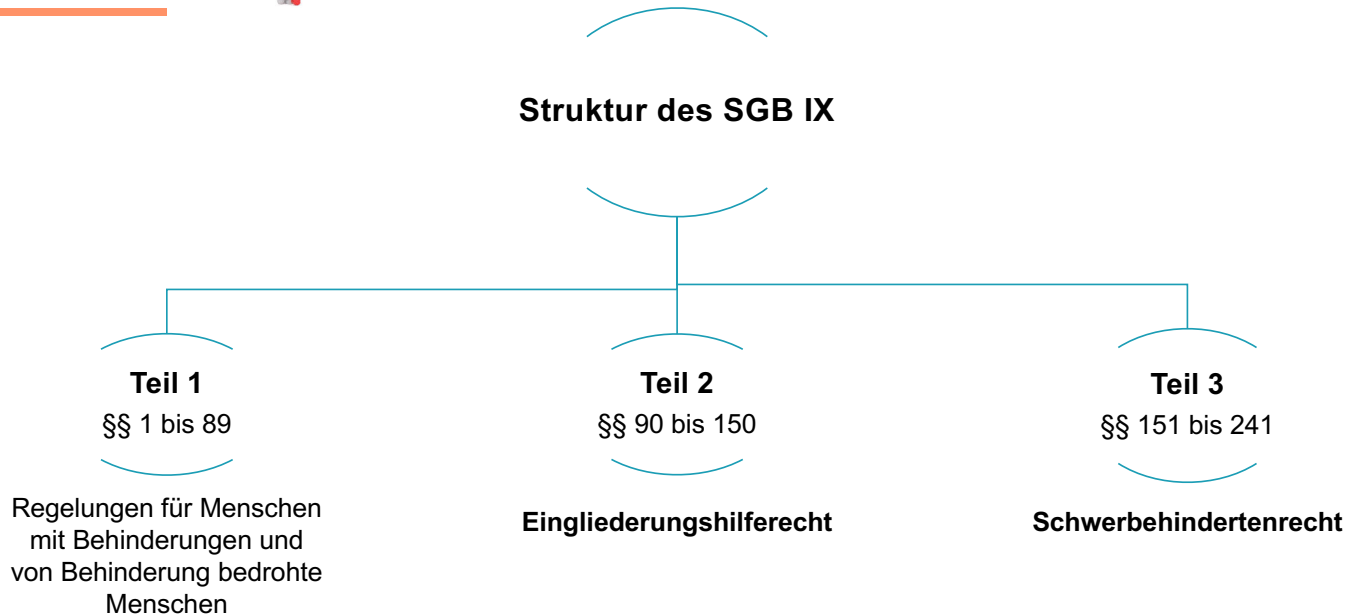 Struktur des SGB IX
Teil 1
§§ 1 bis 89
Regelungen für Menschen
mit Behinderungen und
von Behinderung bedrohte
Menschen
Teil 2
§§ 90 bis 150
Eingliederungshilferecht
Teil 3
§§ 151 bis 241
Schwerbehindertenrecht